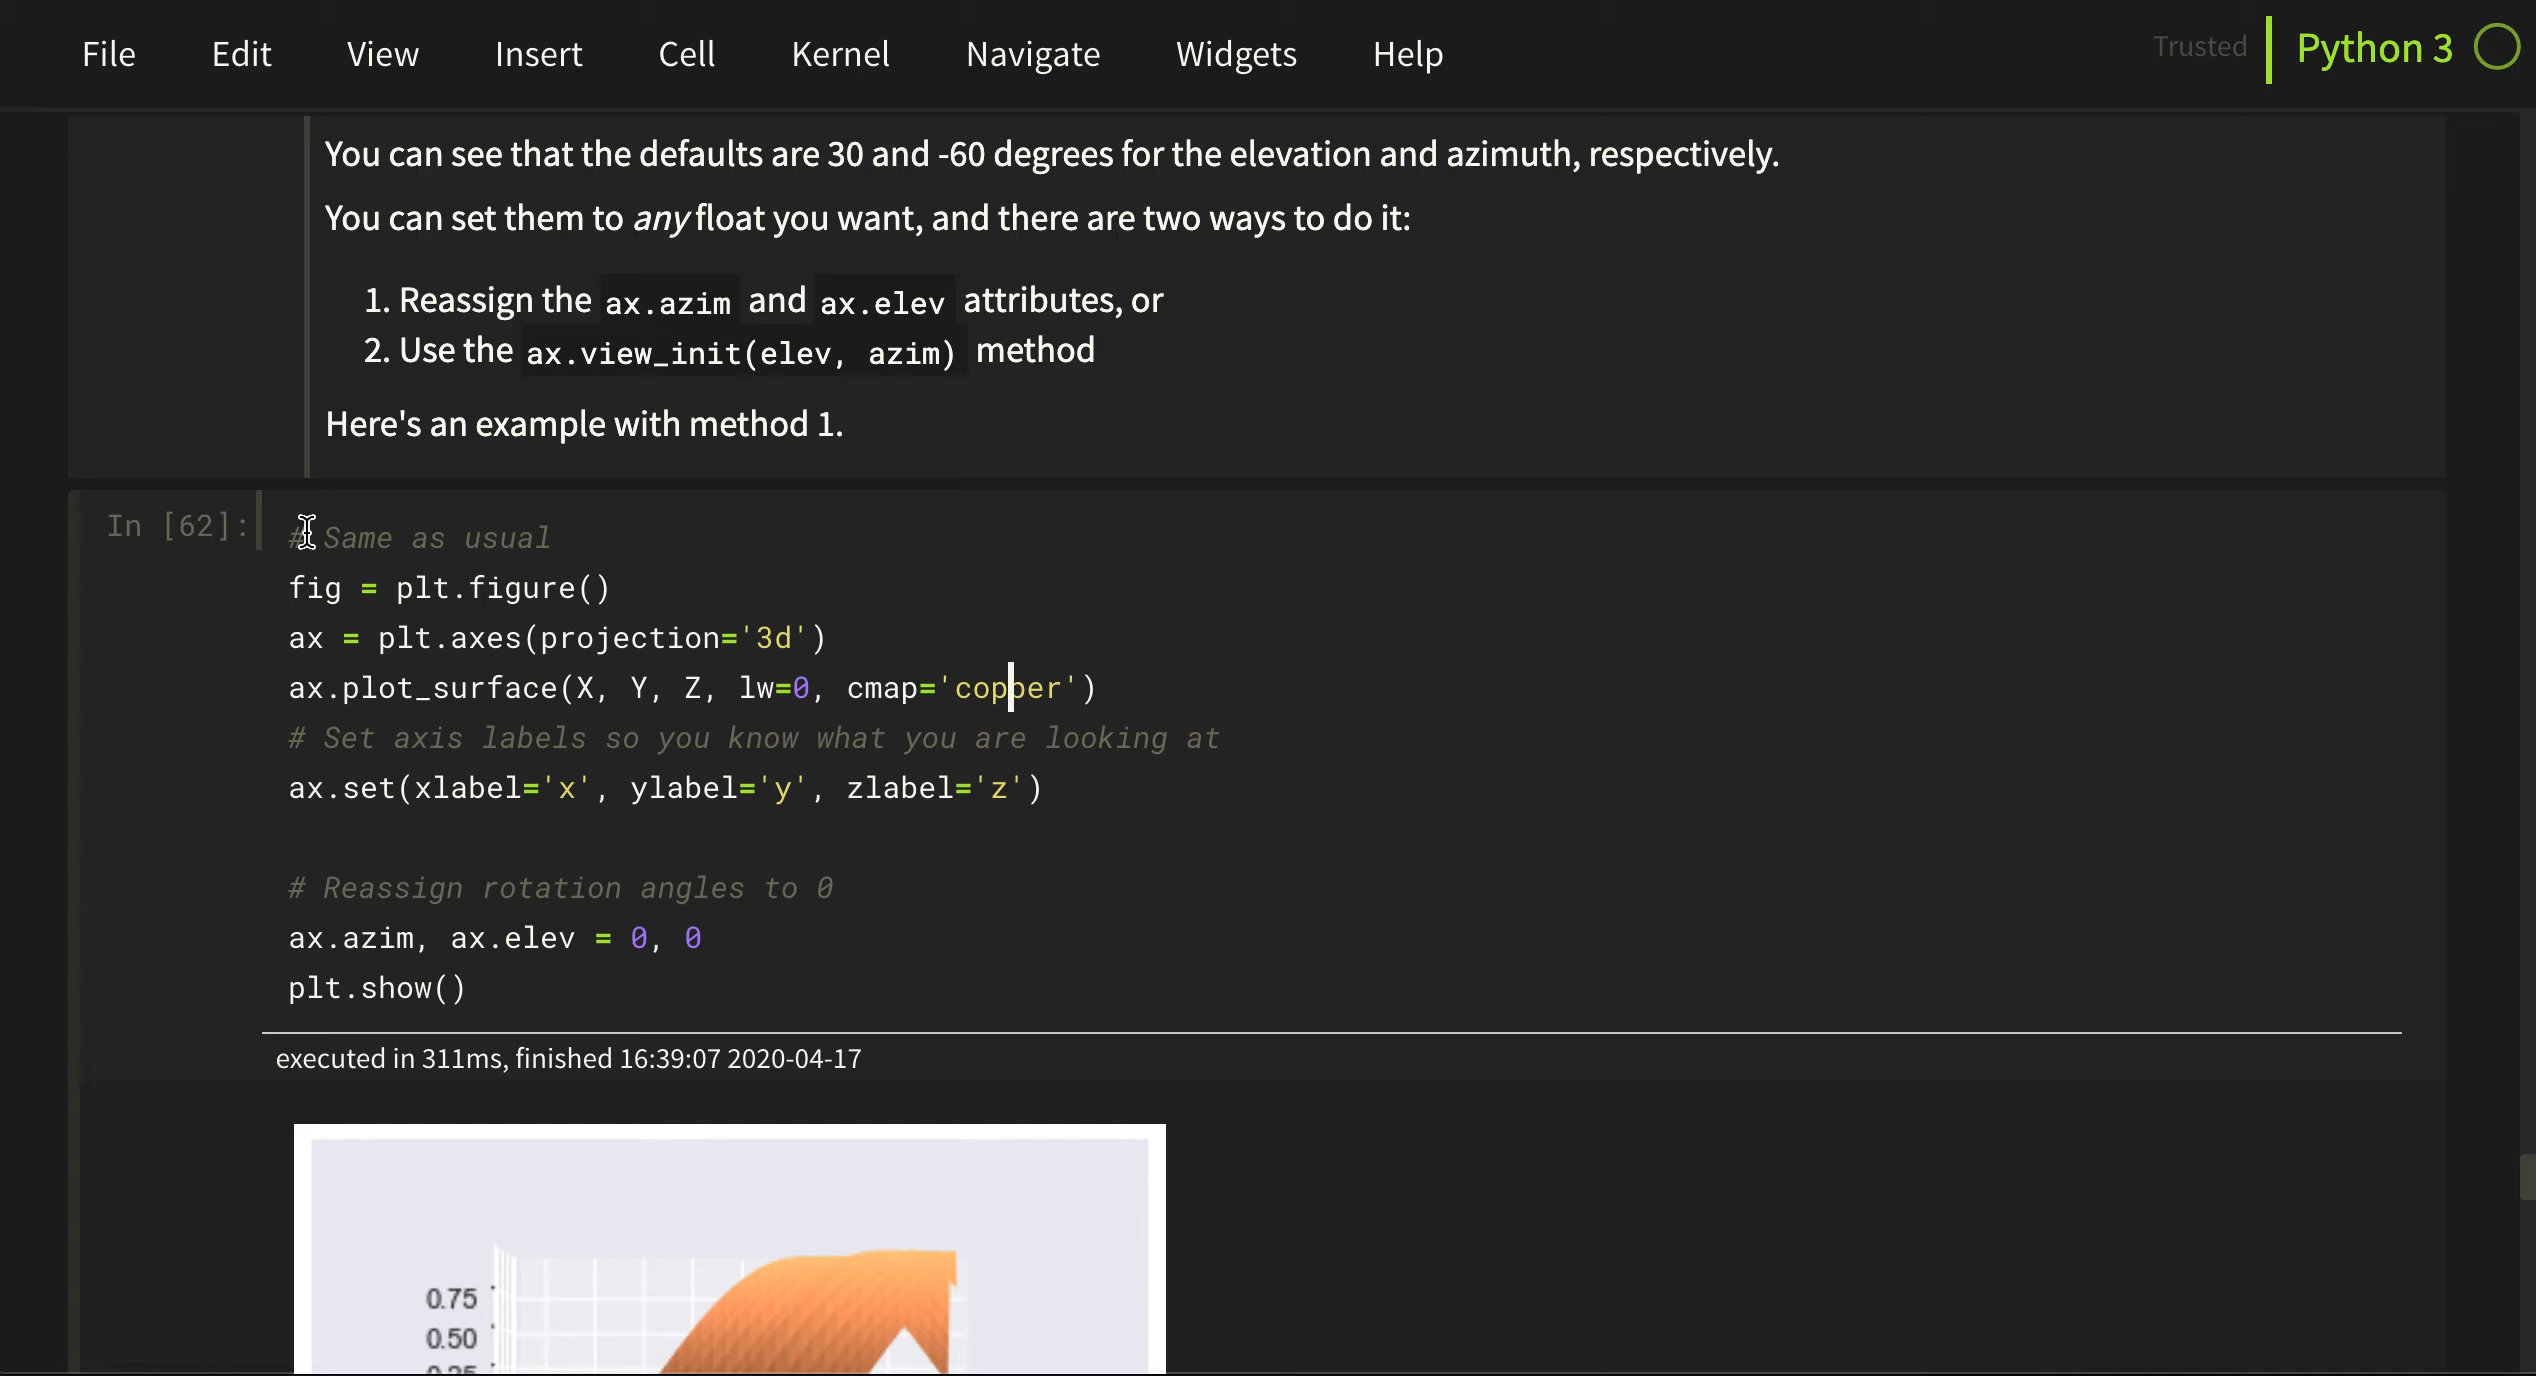 File Edit View Insert Cell Kernel Navigate Widgets Help Trusted Python 3
You can see that the defaults are 30 and -60 degrees for the elevation and azimuth, respectively.
You can set them to any float you want, and there are two ways to do it:
1. Reassign the ax.azim and ax.elev attributes, or
2. Use the ax.view_init(elev, azim) method
Here's an example with method 1.
In [62]:
# Same as usual
fig = plt.figure()
ax = plt.axes(projection='3d')
ax.plot_surface(X, Y, Z, lw=0, cmap='copper')
# Set axis labels so you know what you are looking at
ax.set(xlabel='x', ylabel='y', zlabel='z')
# Reassign rotation angles to 0
ax.azim, ax.elev = 0, 0
plt.show()
executed in 311ms, finished 16:39:07 2020-04-17
0.75
0.50